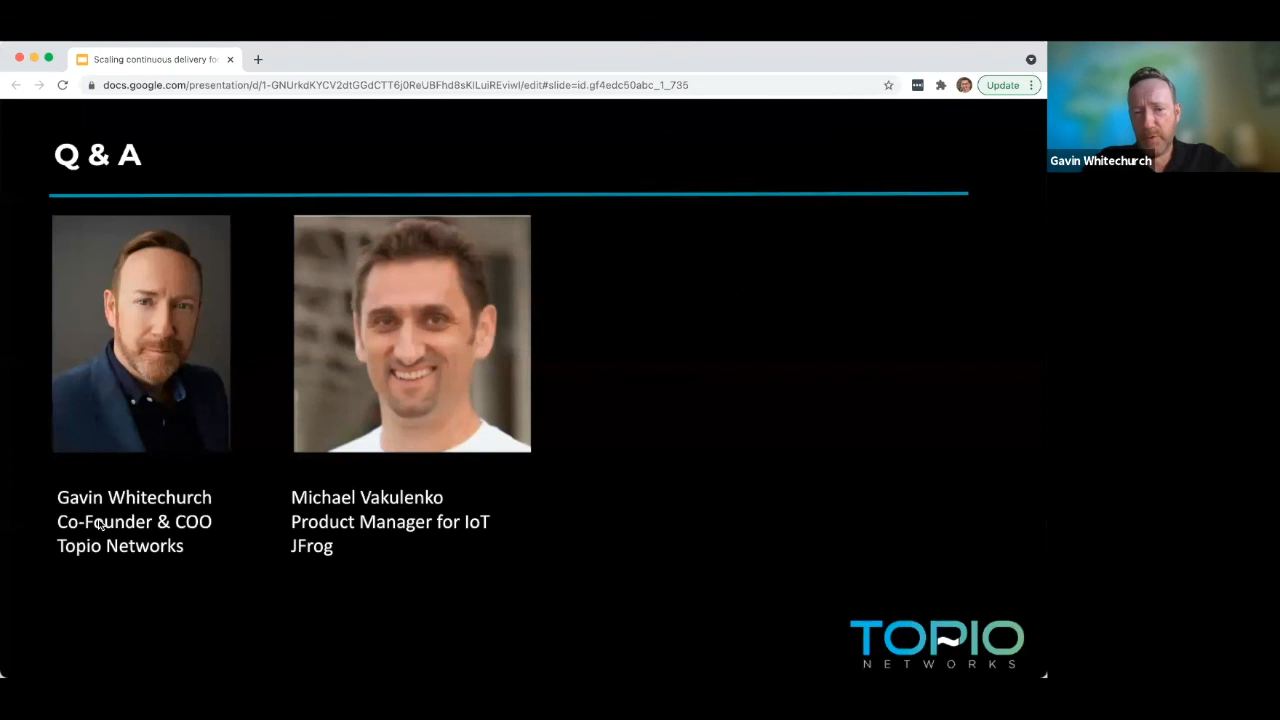 Scaling continuous delivery fo
docs.google.com/presentation/d/1-GNUrkdKYCV2dtGGdCTT6j0ReUBFhd8sKlLuiREviwI/edit#slide=id.gf4edc50abc_1_735
Update
Gavin Whitechurch
Q & A
Gavin Whitechurch
Co-Founder & COO
Topio Networks
Michael Vakulenko
Product Manager for IoT
JFrog
TOPIO
NETWORKS